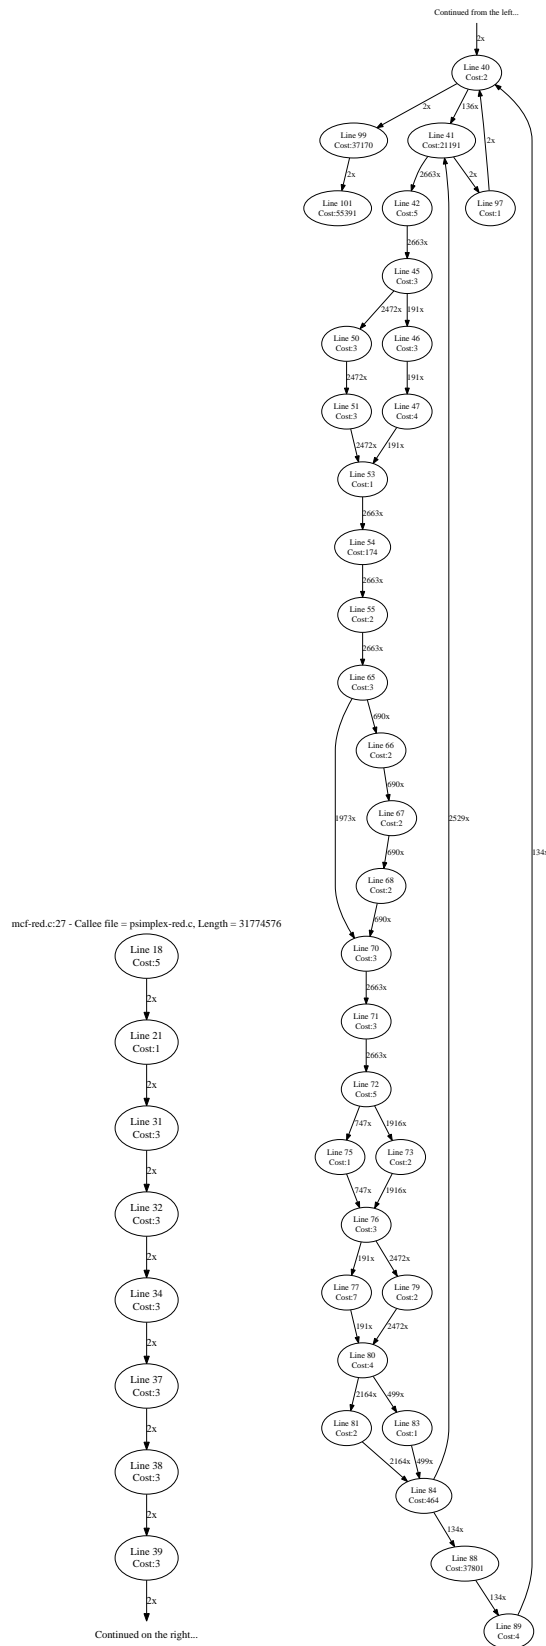 mcf-red.c:27 - Callee file = psimplex-red.c, Length = 31774576
Line 18
Cost:5
2x
Line 21
Cost:1
2x
Line 31
Cost:3
2x
Line 32
Cost:3
2x
Line 34
Cost:3
2x
Line 37
Cost:3
2x
Line 38
Cost:3
2x
Line 39
Cost:3
2x
Continued on the right...
Continued from the left...
2x
Line 40
Cost:2
2x
136x
Line 99
Cost:37170
Line 41
Cost:21191
2x
2663x
2x
2x
Line 101
Cost:55391
Line 42
Cost:5
Line 97
Cost:1
2663x
Line 45
Cost:3
2472x
191x
Line 50
Cost:3
Line 46
Cost:3
2472x
191x
Line 51
Cost:3
Line 47
Cost:4
2472x
191x
Line 53
Cost:1
2663x
Line 54
Cost:174
2663x
Line 55
Cost:2
2663x
Line 65
Cost:3
690x
Line 66
Cost:2
690x
1973x
Line 67
Cost:2
2529x
690x
134x
Line 68
Cost:2
690x
Line 70
Cost:3
2663x
Line 71
Cost:3
2663x
Line 72
Cost:5
747x
1916x
Line 75
Cost:1
Line 73
Cost:2
747x
1916x
Line 76
Cost:3
191x
2472x
Line 77
Cost:7
Line 79
Cost:2
191x
2472x
Line 80
Cost:4
2164x
499x
Line 81
Cost:2
Line 83
Cost:1
2164x
499x
Line 84
Cost:464
134x
Line 88
Cost:37801
134x
Line 89
Cost:4